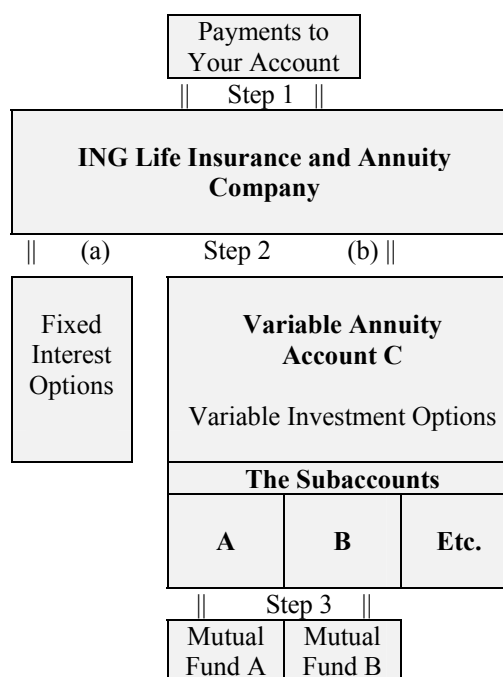 Payments to
Your Account
|| Step 1 ||
ING Life Insurance and Annuity
Company
|| (a) Step 2 (b) ||
Fixed
Interest
Options
Variable Annuity
Account C
Variable Investment Options
The Subaccounts
A B Etc.
|| Step 3 ||
Mutual
Fund A
Mutual
Fund B